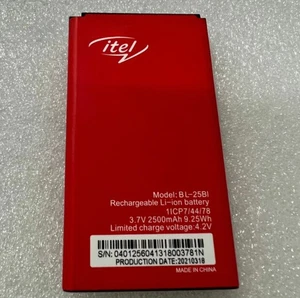 itel
Model: BL-25BI
Rechargeable Li-ion battery
1ICP7/44/78
3.7V 2500mAh 9.25Wh
Limited charge voltage: 4.2V
S/N: 0401256041318003781N
PRODUCTION DATE: 20210318
MADE IN CHINA